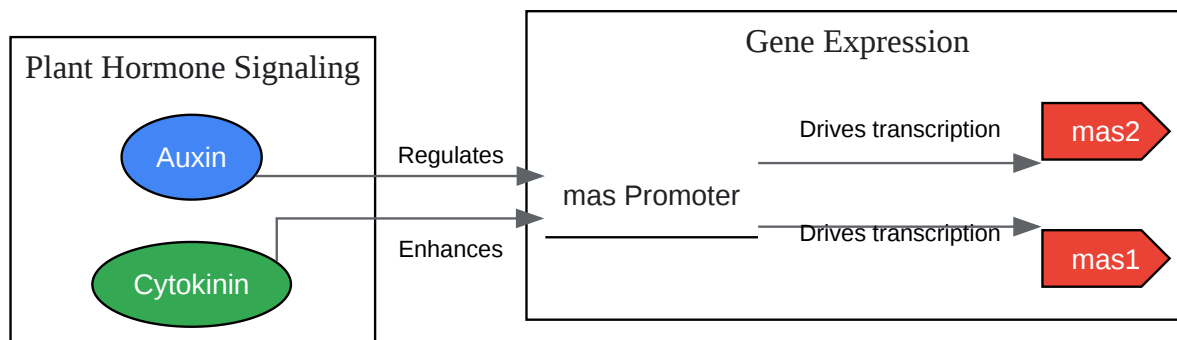 Plant Hormone Signaling
Auxin
Cytokinin
Regulates
Enhances
Gene Expression
mas Promoter
Drives transcription
mas2
Drives transcription
mas1